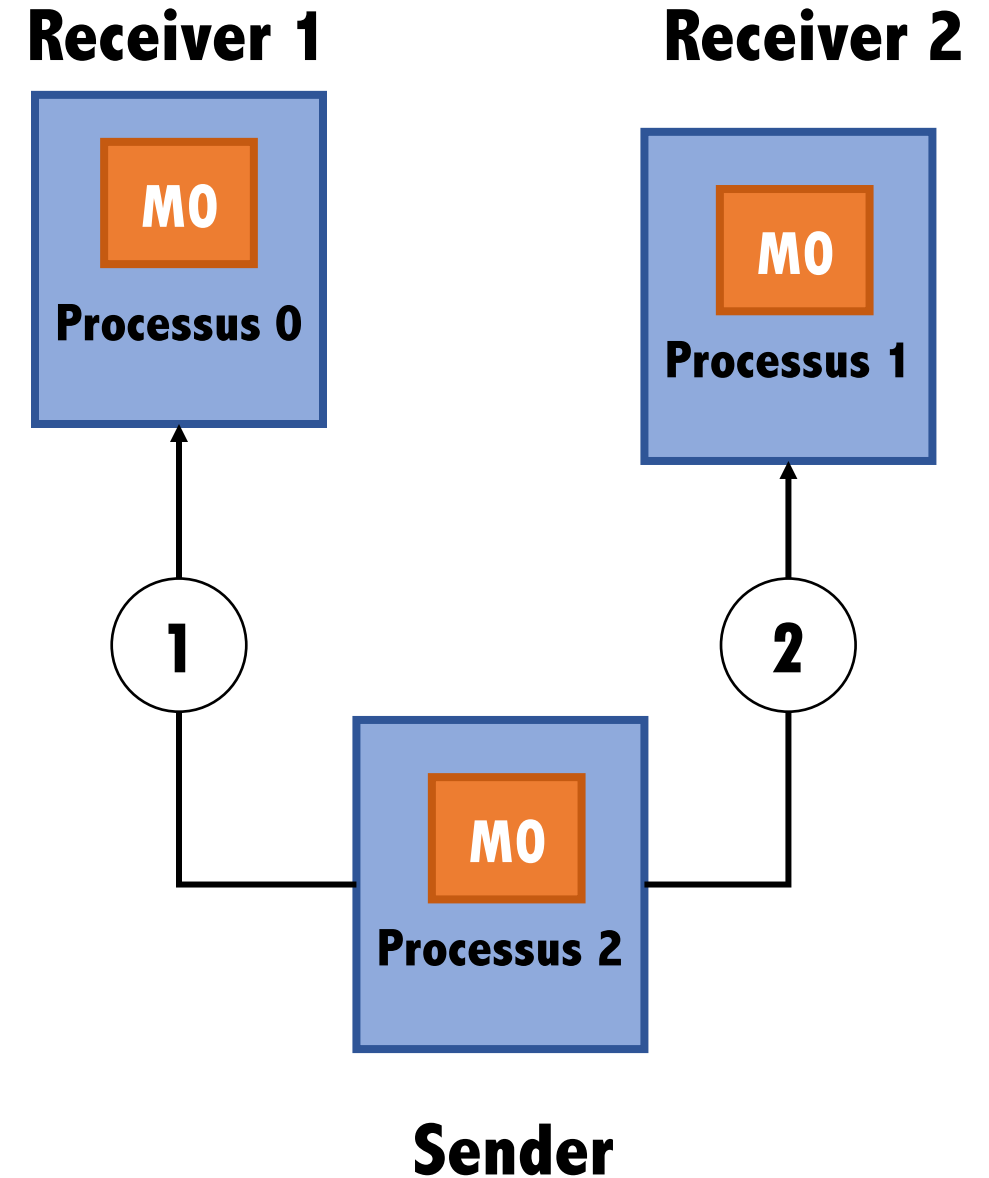 Receiver 1
Receiver 2
M0
Processus 0
M0
Processus 1
1
2
M0
Processus 2
Sender